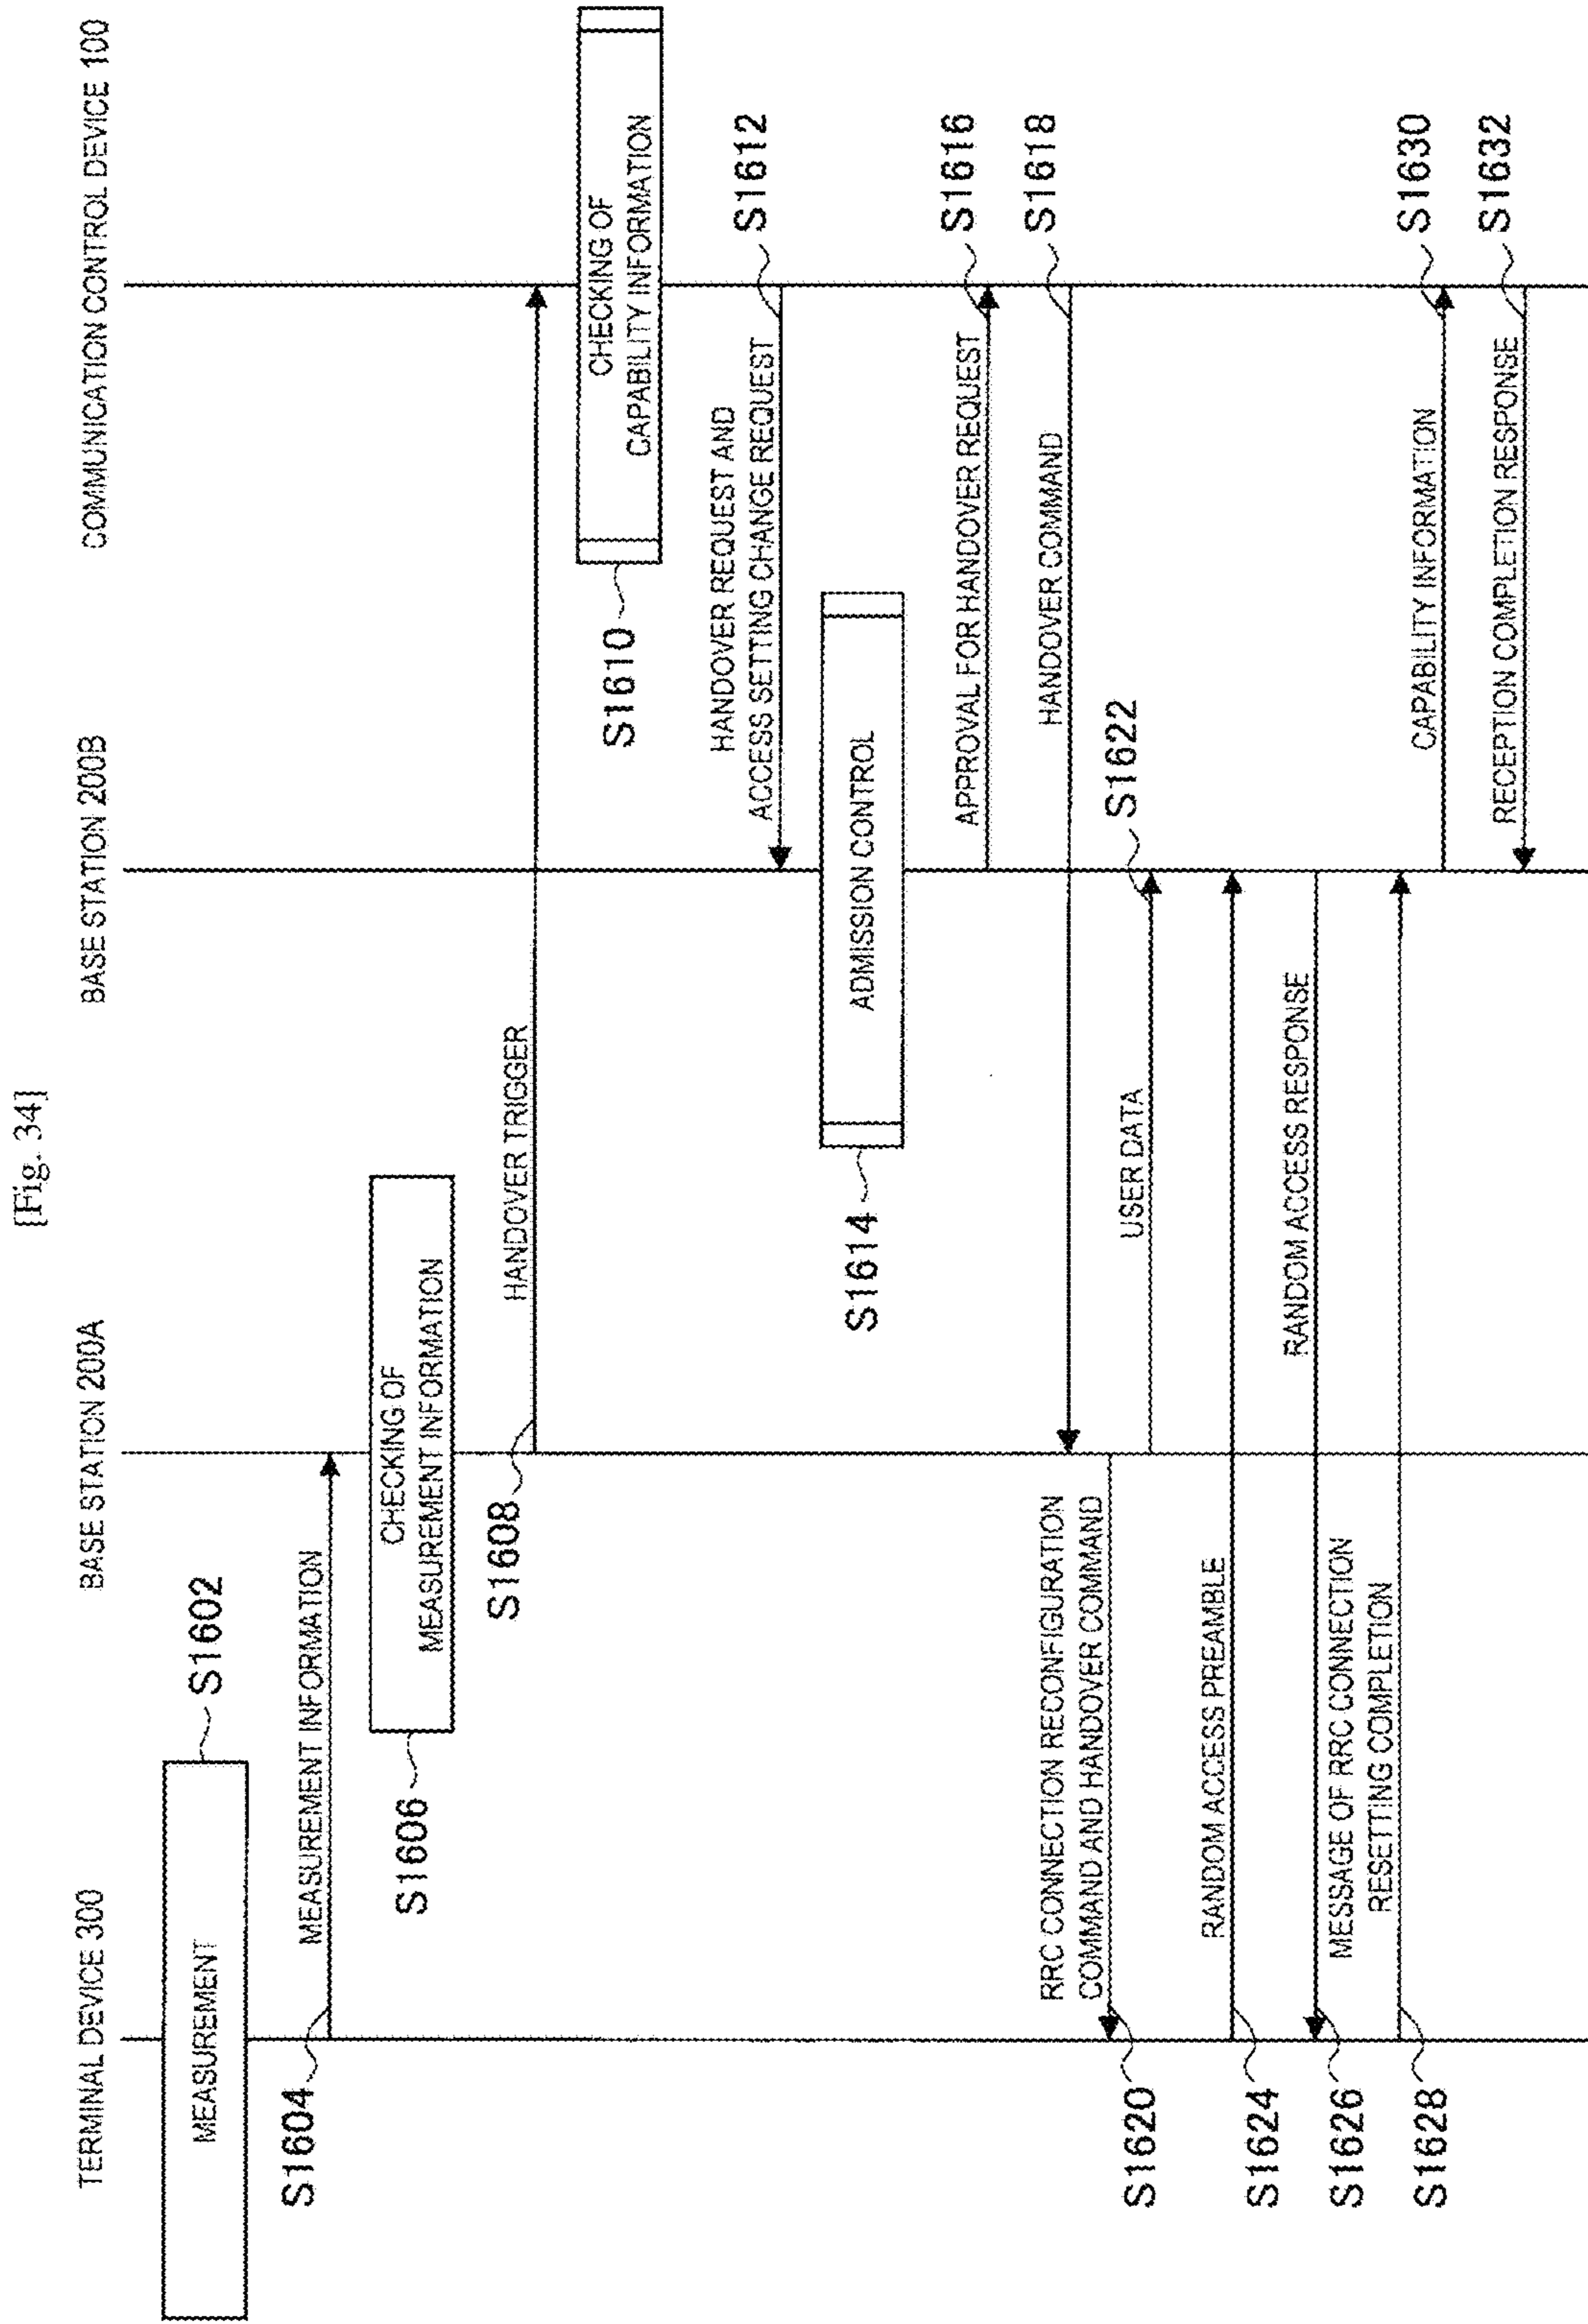 [Fig. 34]
TERMINAL DEVICE 300
BASE STATION 200A
BASE STATION 200B
COMMUNICATION CONTROL DEVICE 100
MEASUREMENT
S1602
S1604
MEASUREMENT INFORMATION
CHECKING OF
MEASUREMENT INFORMATION
S1606
S1608
HANDOVER TRIGGER
CHECKING OF
CAPABILITY INFORMATION
S1610
HANDOVER REQUEST AND
ACCESS SETTING CHANGE REQUEST
S1612
ADMISSION CONTROL
S1614
APPROVAL FOR HANDOVER REQUEST
S1616
HANDOVER COMMAND
S1618
RRC CONNECTION RECONFIGURATION
COMMAND AND HANDOVER COMMAND
S1620
USER DATA
S1622
RANDOM ACCESS PREAMBLE
S1624
RANDOM ACCESS RESPONSE
S1626
MESSAGE OF RRC CONNECTION
RESETTING COMPLETION
S1628
CAPABILITY INFORMATION
S1630
RECEPTION COMPLETION RESPONSE
S1632